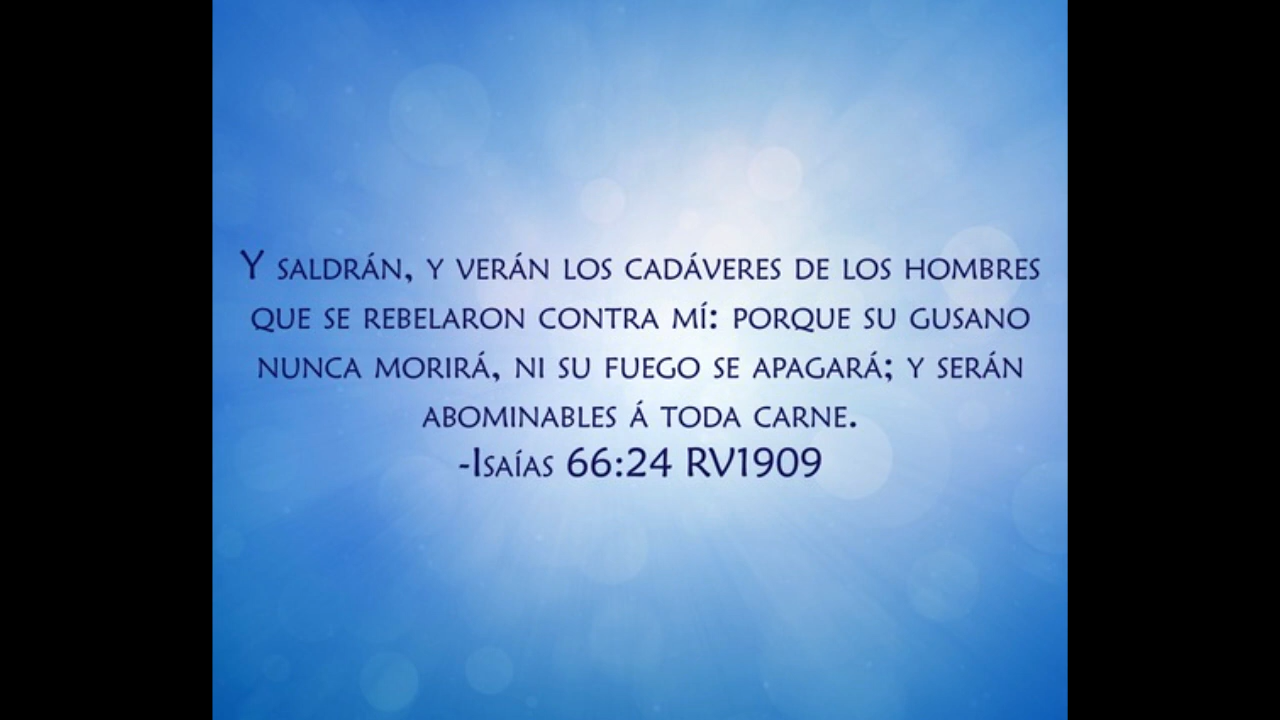 Y saldrán, y verán los cadáveres de los hombres
que se rebelaron contra mí: porque su gusano
nunca morirá, ni su fuego se apagará; y serán
abominables á toda carne.
-Isaías 66:24 RV1909